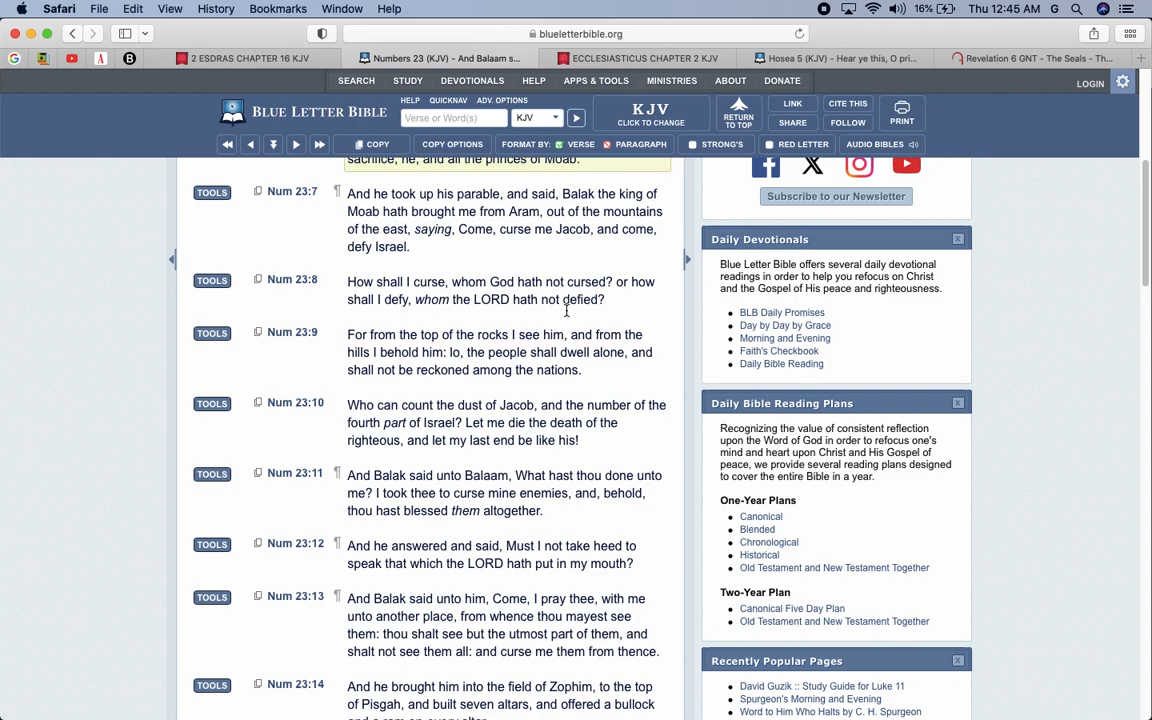 Safari File Edit View History Bookmarks Window Help 16% Thu 12:45 AM G
blueletterbible.org
2 ESDRAS CHAPTER 16 KJV
Numbers 23 (KJV) - And Balaam s...
ECCLESIASTICUS CHAPTER 2 KJV
Hosea 5 (KJV) - Hear ye this, O pri...
Revelation 6 GNT - The Seals - Th...
SEARCH STUDY DEVOTIONALS HELP APPS & TOOLS MINISTRIES ABOUT DONATE LOGIN
BLUE LETTER BIBLE
HELP QUICKNAV ADV. OPTIONS
Verse or Word(s) KJV
KJV
CLICK TO CHANGE
RETURN
TO TOP
LINK CITE THIS
SHARE FOLLOW
PRINT
COPY COPY OPTIONS FORMAT BY: VERSE PARAGRAPH STRONG'S RED LETTER AUDIO BIBLES
sacrifice, he, and all the princes of Moab.
TOOLS Num 23:7 ¶ And he took up his parable, and said, Balak the king of
Moab hath brought me from Aram, out of the mountains
of the east, saying, Come, curse me Jacob, and come,
defy Israel.
TOOLS Num 23:8 How shall I curse, whom God hath not cursed? or how
shall I defy, whom the LORD hath not defied?
TOOLS Num 23:9 For from the top of the rocks I see him, and from the
hills I behold him: lo, the people shall dwell alone, and
shall not be reckoned among the nations.
TOOLS Num 23:10 Who can count the dust of Jacob, and the number of the
fourth part of Israel? Let me die the death of the
righteous, and let my last end be like his!
TOOLS Num 23:11 ¶ And Balak said unto Balaam, What hast thou done unto
me? I took thee to curse mine enemies, and, behold,
thou hast blessed them altogether.
TOOLS Num 23:12 ¶ And he answered and said, Must I not take heed to
speak that which the LORD hath put in my mouth?
TOOLS Num 23:13 ¶ And Balak said unto him, Come, I pray thee, with me
unto another place, from whence thou mayest see
them: thou shalt see but the utmost part of them, and
shalt not see them all: and curse me them from thence.
TOOLS Num 23:14 And he brought him into the field of Zophim, to the top
of Pisgah, and built seven altars, and offered a bullock
and a ram on every altar.
Subscribe to our Newsletter
Daily Devotionals
Blue Letter Bible offers several daily devotional
readings in order to help you refocus on Christ
and the Gospel of His peace and righteousness.
BLB Daily Promises
Day by Day by Grace
Morning and Evening
Faith's Checkbook
Daily Bible Reading
Daily Bible Reading Plans
Recognizing the value of consistent reflection
upon the Word of God in order to refocus one's
mind and heart upon Christ and His Gospel of
peace, we provide several reading plans designed
to cover the entire Bible in a year.
One-Year Plans
Canonical
Blended
Chronological
Historical
Old Testament and New Testament Together
Two-Year Plan
Canonical Five Day Plan
Old Testament and New Testament Together
Recently Popular Pages
David Guzik :: Study Guide for Luke 11
Spurgeon's Morning and Evening
Word to Him Who Halts by C. H. Spurgeon